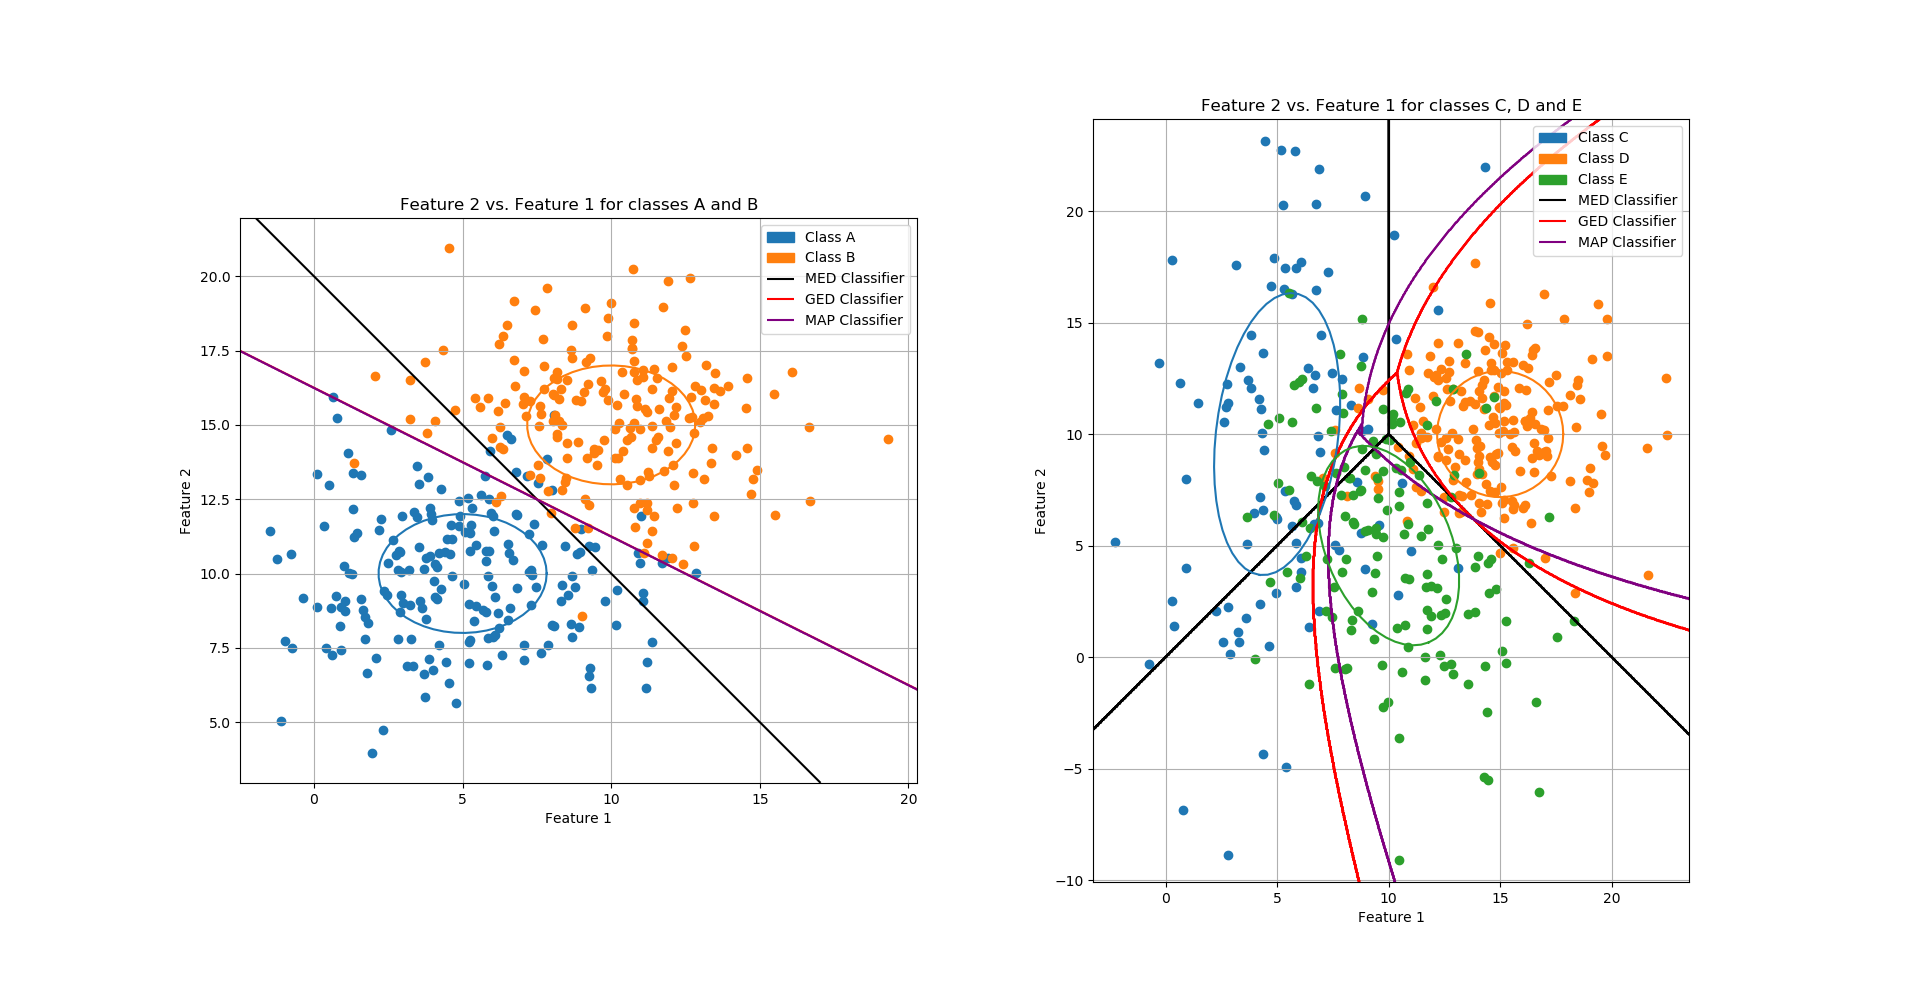 Feature 2 vs. Feature 1 for classes A and B
Class A
Class B
MED Classifier
GED Classifier
MAP Classifier
20.0
17.5
15.0
12.5
10.0
7.5
5.0
Feature 2
0
5
10
15
20
Feature 1
Feature 2 vs. Feature 1 for classes C, D and E
Class C
Class D
Class E
MED Classifier
GED Classifier
MAP Classifier
20
15
10
5
0
−5
−10
Feature 2
0
5
10
15
20
Feature 1